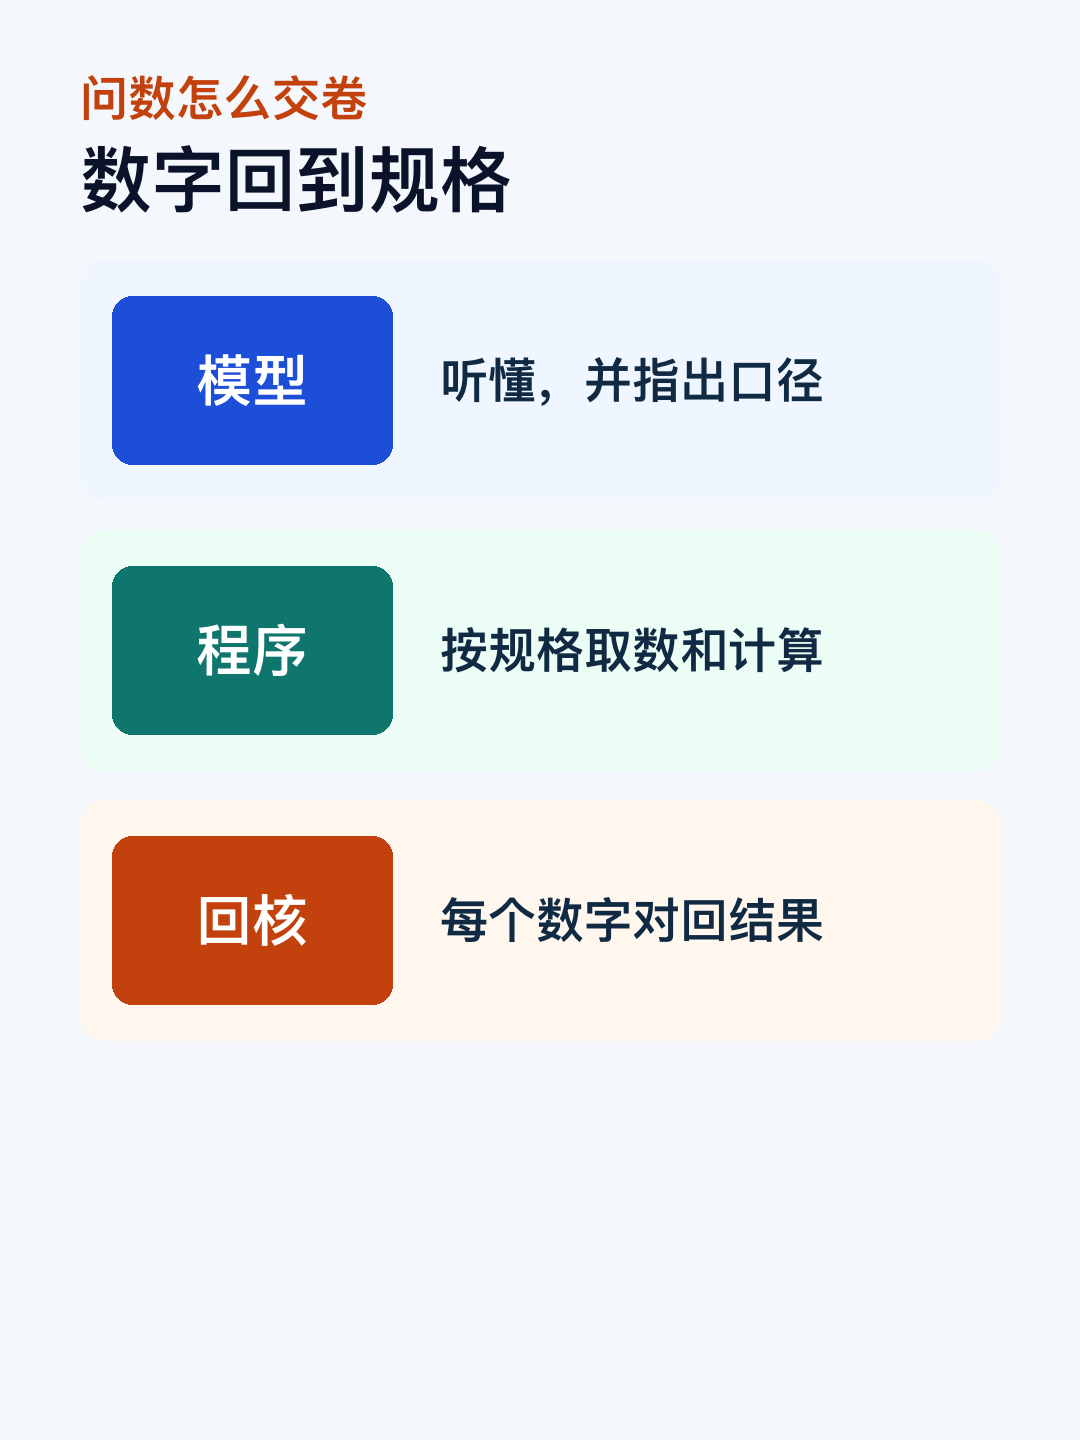 问数怎么交卷
数字回到规格
模型
听懂，并指出口径
程序
按规格取数和计算
回核
每个数字对回结果